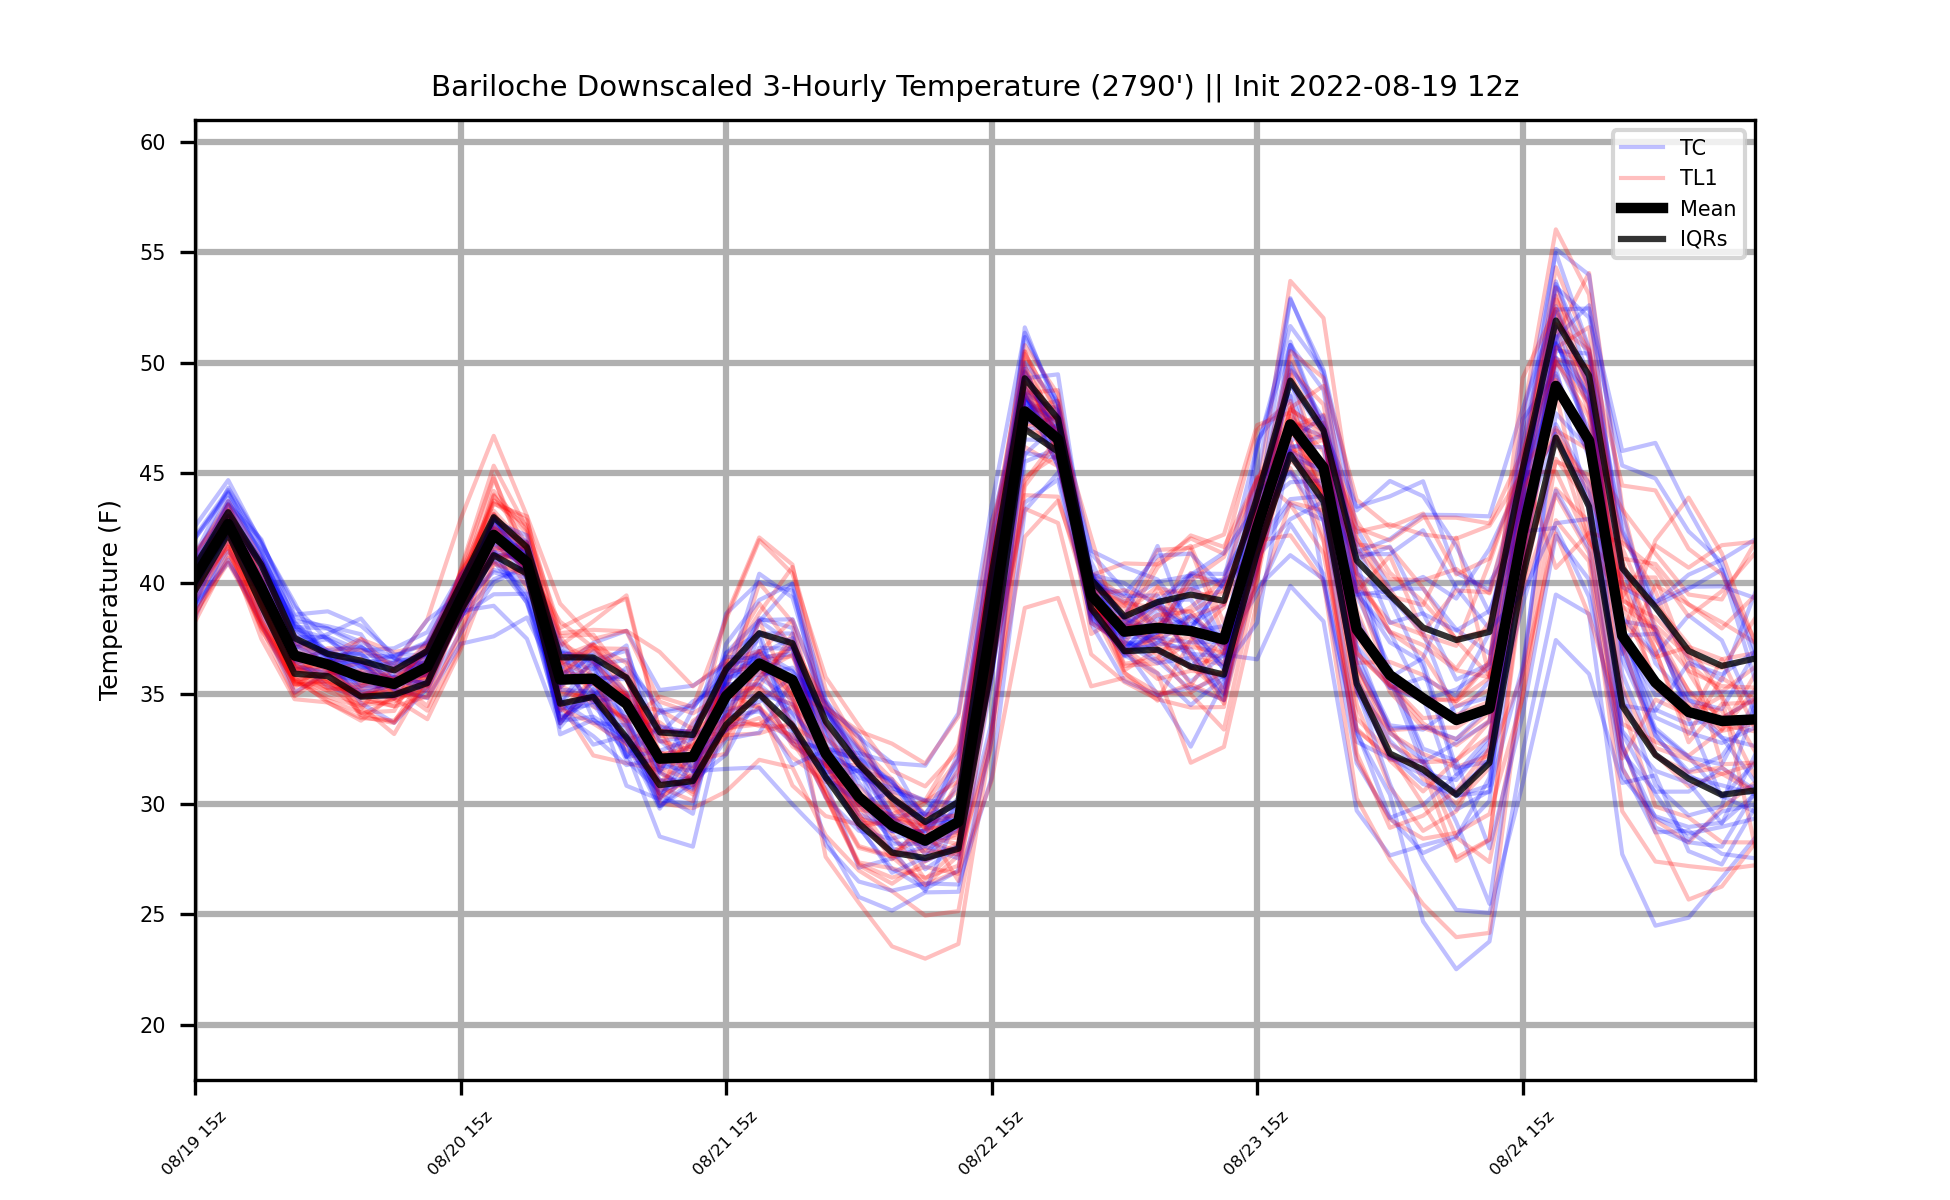 Bariloche Downscaled 3-Hourly Temperature (2790') || Init 2022-08-19 12z
TC
TL1
Mean
IQRs
Temperature (F)
60
55
50
45
40
35
30
25
20
08/19 15z
08/20 15z
08/21 15z
08/22 15z
08/23 15z
08/24 15z